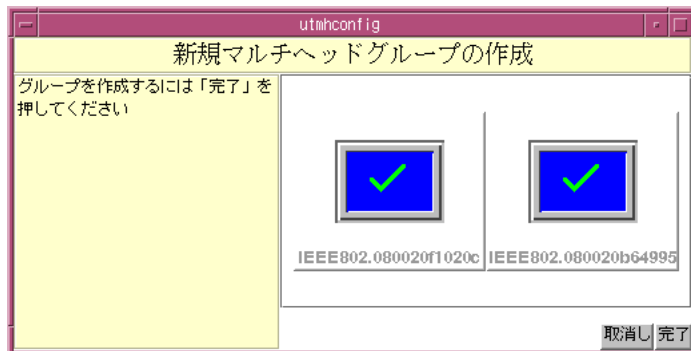 utmhconfig
新規マルチヘッドグループの作成
グループを作成するには「完了」を
押してください
IEEE802.080020f1020c IEEE802.080020b64995
取消し 完了